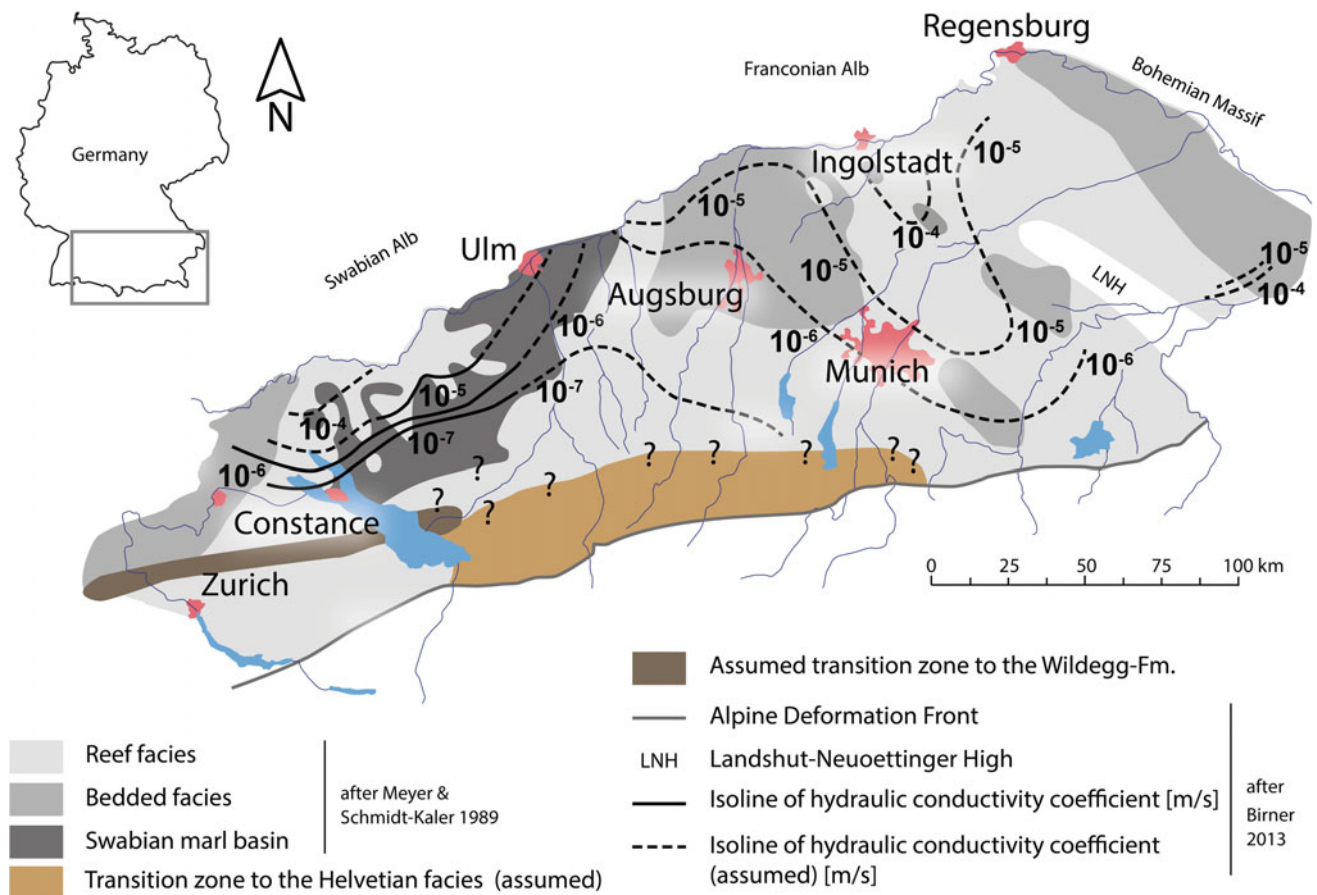 Regensburg
Franconian Alb
Bohemian Massif
N
Germany
Ingolstadt
10-5
10-5
10-4
Swabian Alb
Ulm
10-5
10-5
LNH
10-4
Augsburg
10-6
10-6
10-5
Munich
10-6
10-7
10-5
10-4
10-7
10-6
? ? ? ? ? ? ? ? ?
Constance
Zurich
0 25 50 75 100 km
Assumed transition zone to the Wildegg-Fm.
Alpine Deformation Front
LNH Landshut-Neuoettinger High
Isoline of hydraulic conductivity coefficient [m/s]
Isoline of hydraulic conductivity coefficient
(assumed) [m/s]
after
Birner
2013
Reef facies
Bedded facies
Swabian marl basin
Transition zone to the Helvetian facies (assumed)
after Meyer &
Schmidt-Kaler 1989